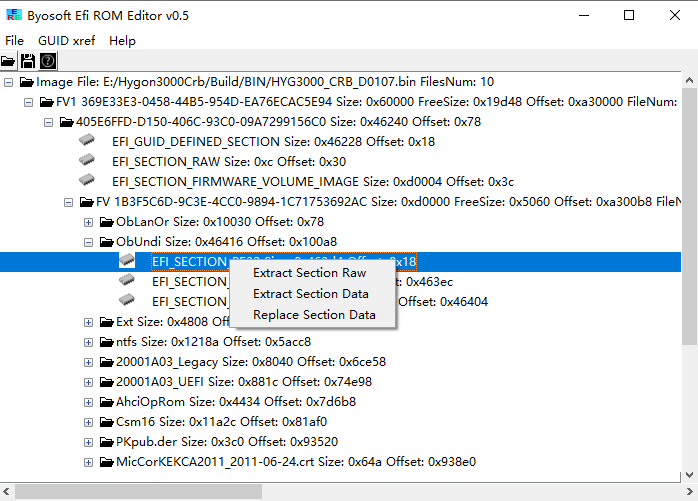 Byosoft Efi ROM Editor v0.5
File GUID xref Help
Image File: E:/Hygon3000Crb/Build/BIN/HYG3000_CRB_D0107.bin FilesNum: 10
FV1 369E33E3-0458-44B5-954D-EA76ECAC5E94 Size: 0x60000 FreeSize: 0x19d48 Offset: 0xa30000 FileNum:
405E6FFD-D150-406C-93C0-09A7299156C0 Size: 0x46240 Offset: 0x78
EFI_GUID_DEFINED_SECTION Size: 0x46228 Offset: 0x18
EFI_SECTION_RAW Size: 0xc Offset: 0x30
EFI_SECTION_FIRMWARE_VOLUME_IMAGE Size: 0xd0004 Offset: 0x3c
FV 1B3F5C6D-9C3E-4CC0-9894-1C71753692AC Size: 0xd0000 FreeSize: 0x5060 Offset: 0xa300b8 FileN
ObLanOr Size: 0x10030 Offset: 0x78
ObUndi Size: 0x46416 Offset: 0x100a8
EFI_SECTION 0x18
Extract Section Raw
EFI_SECTION_ 0x463ec
Extract Section Data
EFI_SECTION_ Offset: 0x46404
Replace Section Data
Ext Size: 0x4808 Offset: 0x55
ntfs Size: 0x1218a Offset: 0x5acc8
20001A03_Legacy Size: 0x8040 Offset: 0x6ce58
20001A03_UEFI Size: 0x881c Offset: 0x74e98
AhciOpRom Size: 0x4434 Offset: 0x7d6b8
Csm16 Size: 0x11a2c Offset: 0x81af0
PKpub.der Size: 0x3c0 Offset: 0x93520
MicCorKEKCA2011_2011-06-24.crt Size: 0x64a Offset: 0x938e0